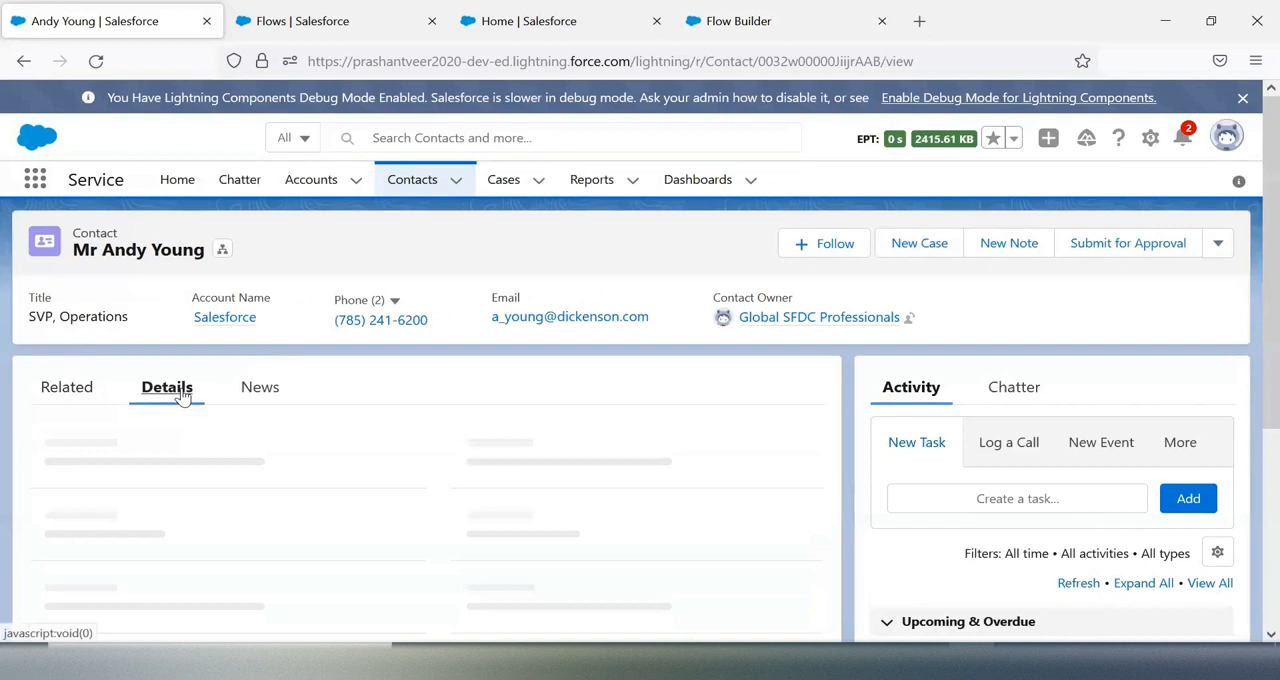 Andy Young | Salesforce
Flows | Salesforce
Home | Salesforce
Flow Builder
https://prashantveer2020-dev-ed.lightning.force.com/lightning/r/Contact/0032w00000JiijrAAB/view
You Have Lightning Components Debug Mode Enabled. Salesforce is slower in debug mode. Ask your admin how to disable it, or see Enable Debug Mode for Lightning Components.
All
Search Contacts and more...
EPT: 0 s 2415.61 KB
2
Service
Home
Chatter
Accounts
Contacts
Cases
Reports
Dashboards
Contact
Mr Andy Young
Follow
New Case
New Note
Submit for Approval
Title
SVP, Operations
Account Name
Salesforce
Phone (2)
(785) 241-6200
Email
a_young@dickenson.com
Contact Owner
Global SFDC Professionals
Related
Details
News
Activity
Chatter
New Task
Log a Call
New Event
More
Create a task...
Add
Filters: All time • All activities • All types
Refresh • Expand All • View All
Upcoming & Overdue
javascript:void(0)